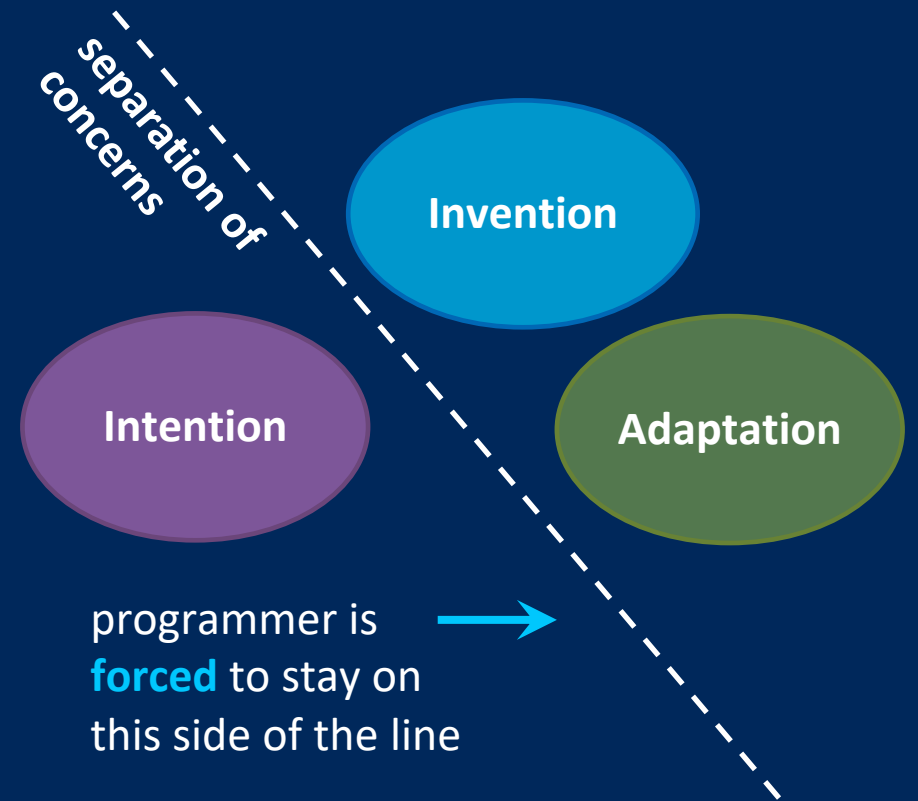 separation of
concerns
Invention
Intention
Adaptation
programmer is
forced to stay on
this side of the line